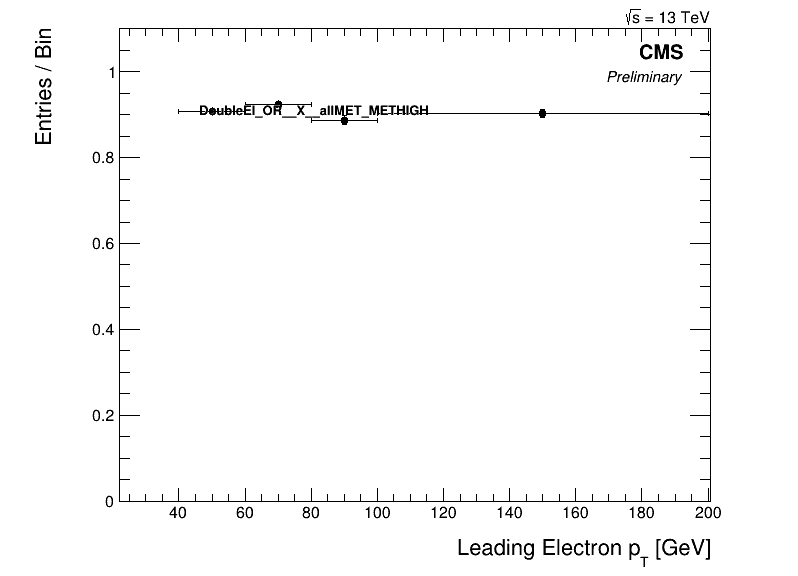 √s = 13 TeV
CMS
Preliminary
Entries / Bin
DoubleEl_OR__X__allMET_METHIGH
1
0.8
0.6
0.4
0.2
0
40 60 80 100 120 140 160 180 200
Leading Electron pT [GeV]